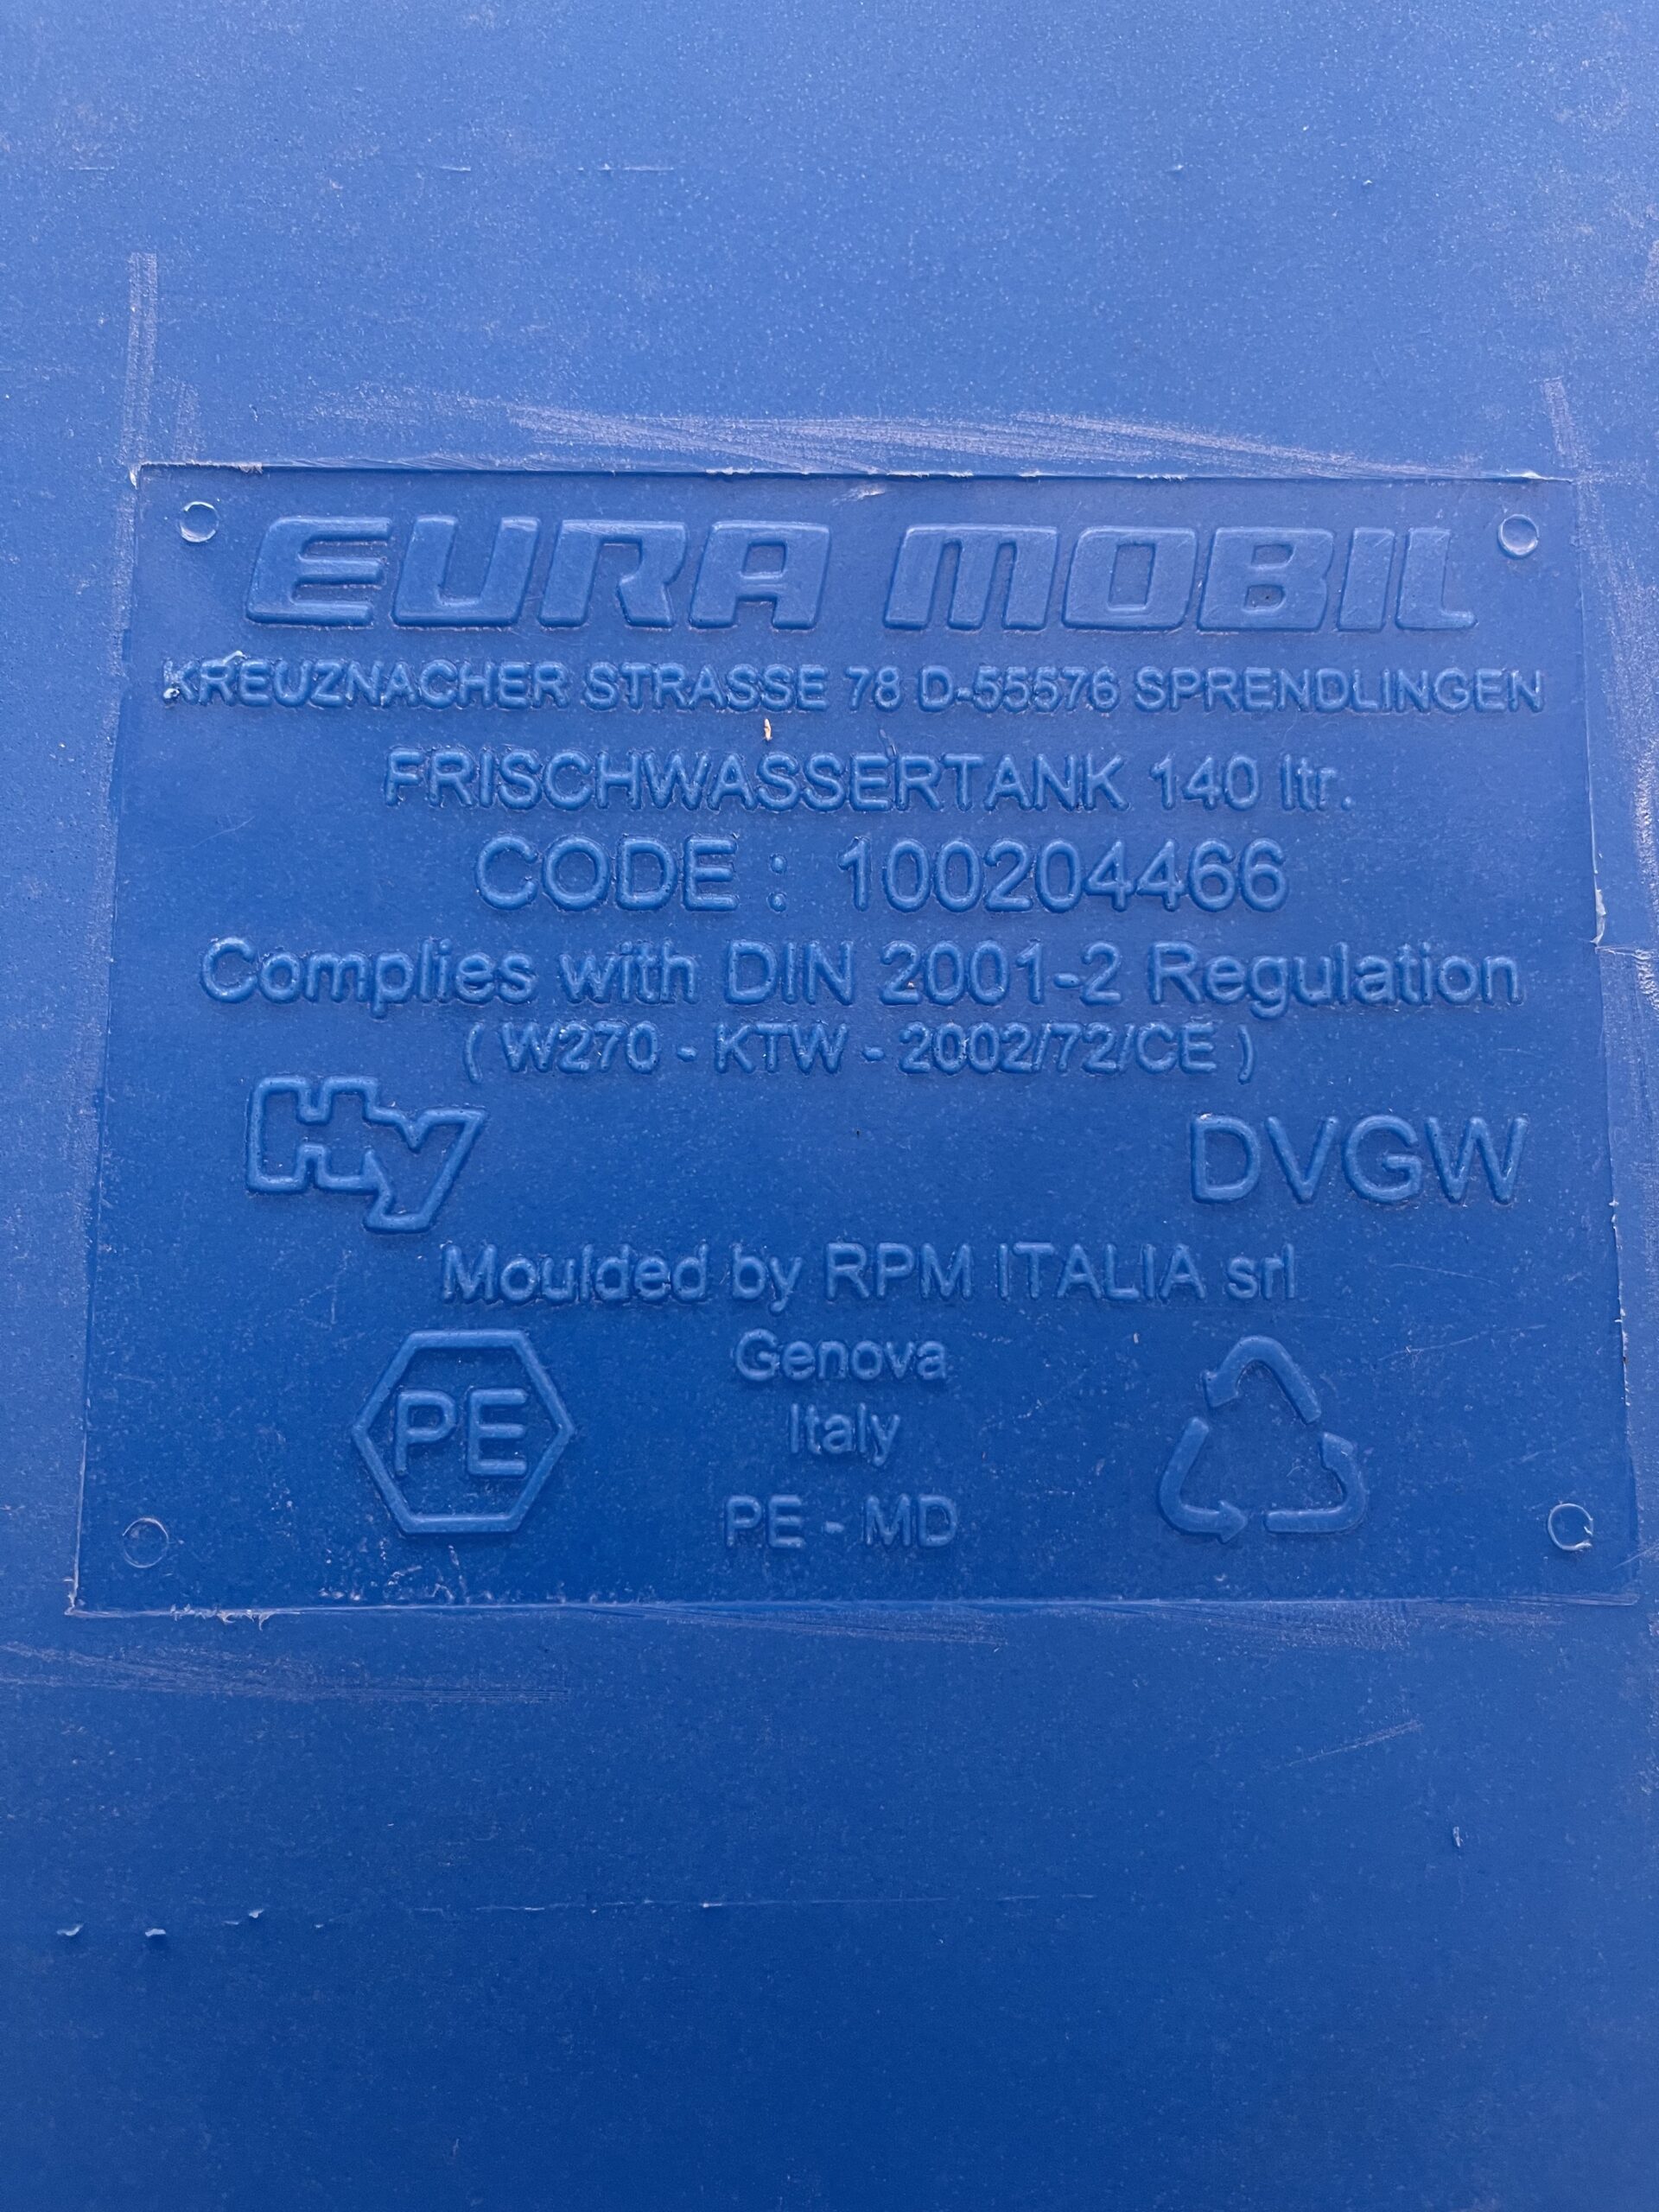 EURA MOBIL
KREUZNACHER STRASSE 78 D-55576 SPRENDLINGEN
FRISCHWASSERTANK 140 ltr.
CODE : 100204466
Complies with DIN 2001-2 Regulation
( W270 - KTW - 2002/72/CE )
Hy
DVGW
Moulded by RPM ITALIA srl
Genova
Italy
PE
PE - MD